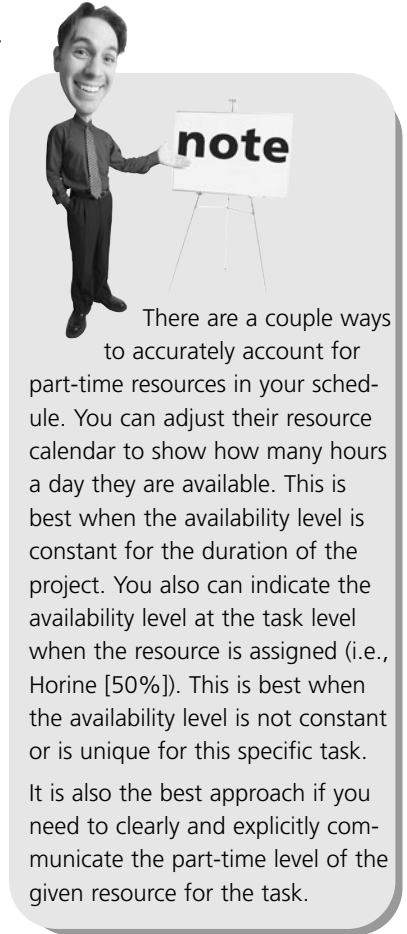 note
There are a couple ways
to accurately account for
part-time resources in your sched-
ule. You can adjust their resource
calendar to show how many hours
a day they are available. This is
best when the availability level is
constant for the duration of the
project. You also can indicate the
availability level at the task level
when the resource is assigned (i.e.,
Horine [50%]). This is best when
the availability level is not constant
or is unique for this specific task.
It is also the best approach if you
need to clearly and explicitly com-
municate the part-time level of the
given resource for the task.